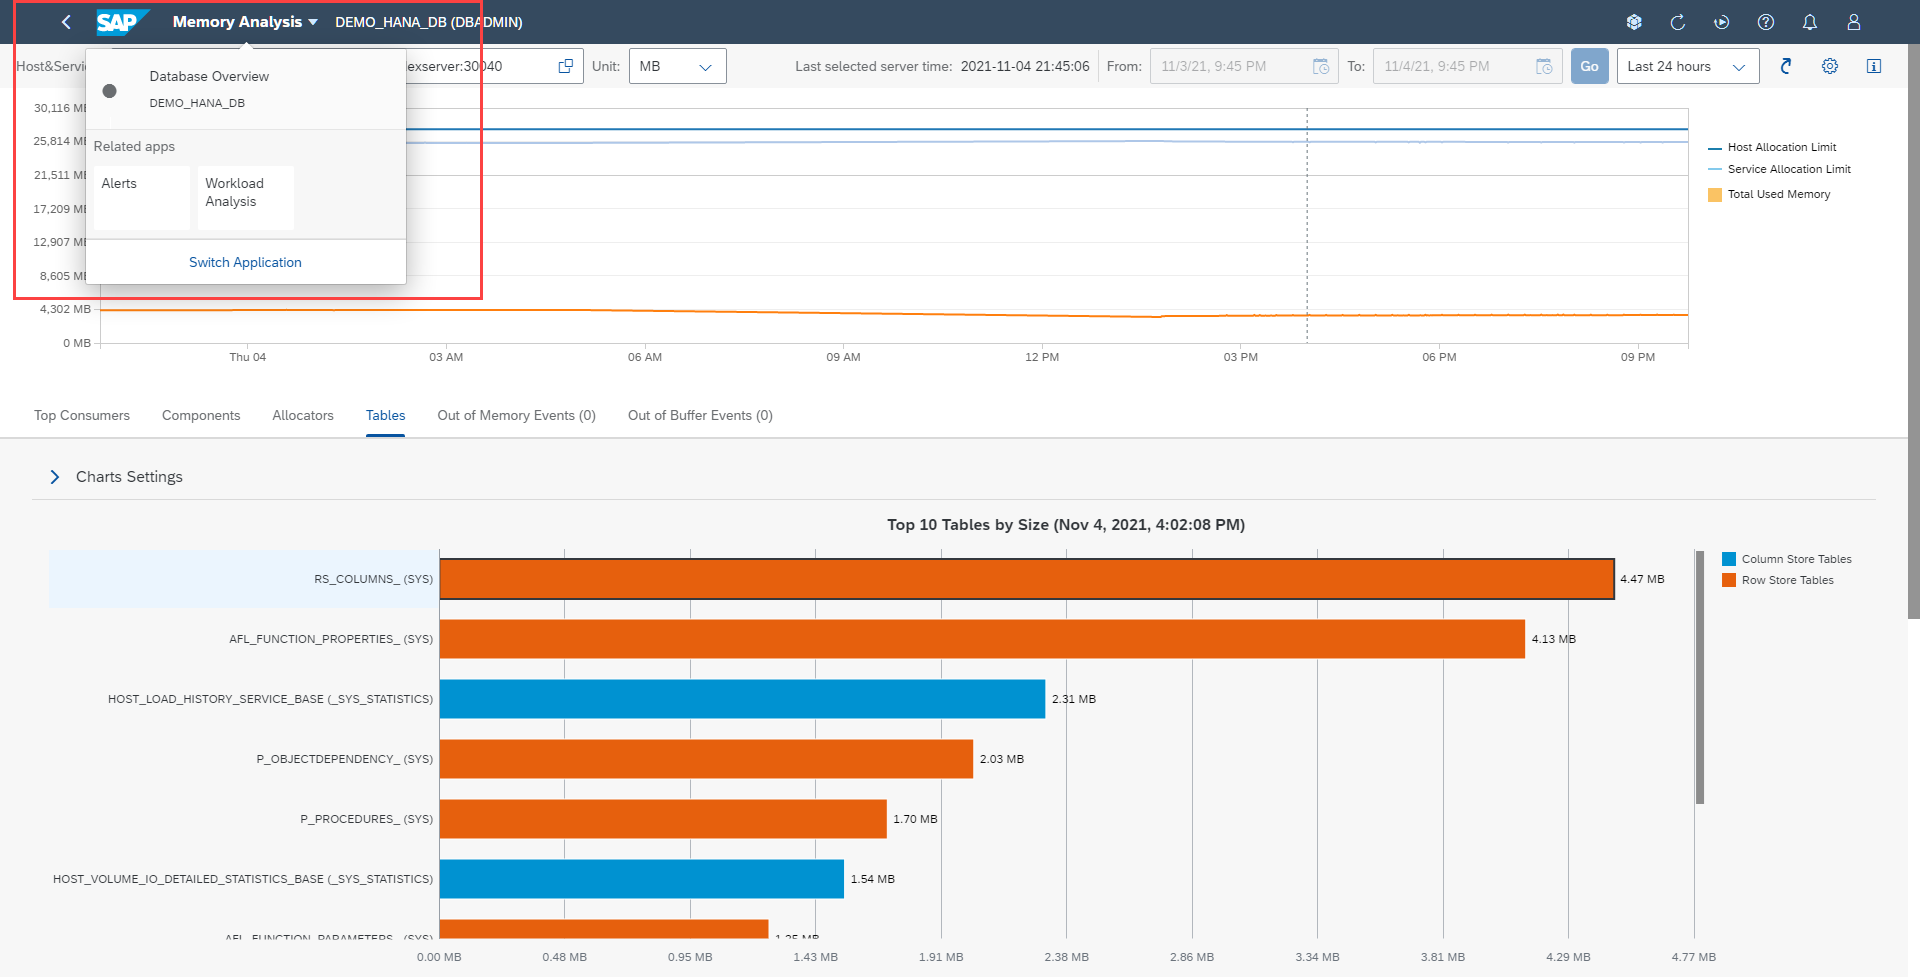 SAP Memory Analysis DEMO_HANA_DB (DBADMIN)
Database Overview
DEMO_HANA_DB
Related apps
Alerts
Workload
Analysis
Switch Application
Host&Servi
exserver:30040
Unit:
MB
Last selected server time: 2021-11-04 21:45:06
From:
11/3/21, 9:45 PM
To:
11/4/21, 9:45 PM
Go
Last 24 hours
30,116 MB
25,814 MB
21,511 MB
17,209 MB
12,907 MB
8,605 MB
4,302 MB
0 MB
Thu 04 03 AM 06 AM 09 AM 12 PM 03 PM 06 PM 09 PM
Host Allocation Limit
Service Allocation Limit
Total Used Memory
Top Consumers Components Allocators Tables Out of Memory Events (0) Out of Buffer Events (0)
Charts Settings
Top 10 Tables by Size (Nov 4, 2021, 4:02:08 PM)
RS_COLUMNS_ (SYS) 4.47 MB
AFL_FUNCTION_PROPERTIES_ (SYS) 4.13 MB
HOST_LOAD_HISTORY_SERVICE_BASE (_SYS_STATISTICS) 2.31 MB
P_OBJECTDEPENDENCY_ (SYS) 2.03 MB
P_PROCEDURES_ (SYS) 1.70 MB
HOST_VOLUME_IO_DETAILED_STATISTICS_BASE (_SYS_STATISTICS) 1.54 MB
AFL_FUNCTION_PARAMETERS_ (SYS) 1.25 MB
0.00 MB 0.48 MB 0.95 MB 1.43 MB 1.91 MB 2.38 MB 2.86 MB 3.34 MB 3.81 MB 4.29 MB 4.77 MB
Column Store Tables
Row Store Tables